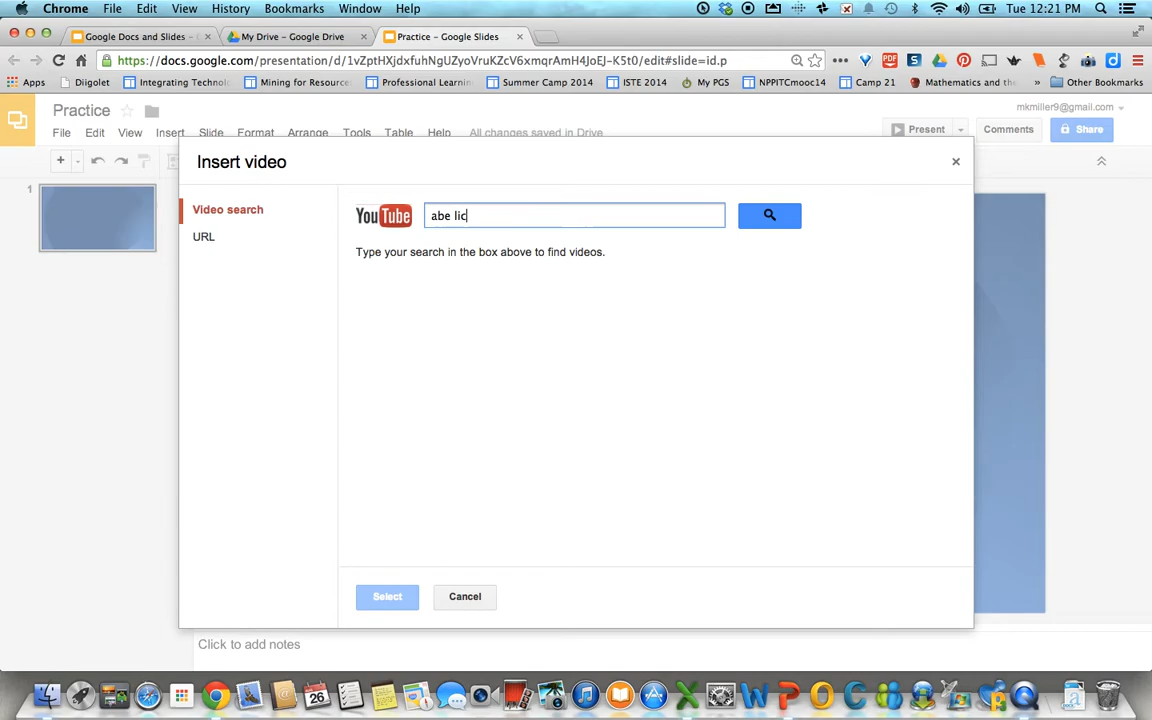 Chrome File Edit View History Bookmarks Window Help Tue 12:21 PM
Google Docs and Slides - My Drive - Google Drive Practice - Google Slides
https://docs.google.com/presentation/d/1vZptHXjdxfuhNgUZyoVruKZcV6xmqrAmH4JoEJ-K5t0/edit#slide=id.p
Apps Diigolet Integrating Technolo Mining for Resource Professional Learnin Summer Camp 2014 ISTE 2014 My PGS NPPITCmooc14 Camp 21 Mathematics and the » Other Bookmarks
mkmiller9@gmail.com
Practice
File Edit View Insert Slide Format Arrange Tools Table Help All changes saved in Drive
Present Comments Share
Insert video
1
Video search
URL
YouTube abe lic
Type your search in the box above to find videos.
Select Cancel
Click to add notes
26